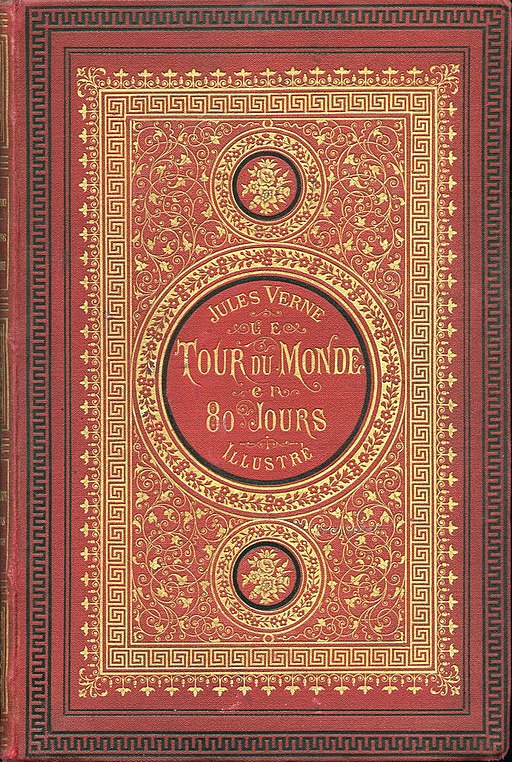 JULES VERNE
LE
TOUR DU MONDE
en
80 JOURS
ILLUSTRÉ